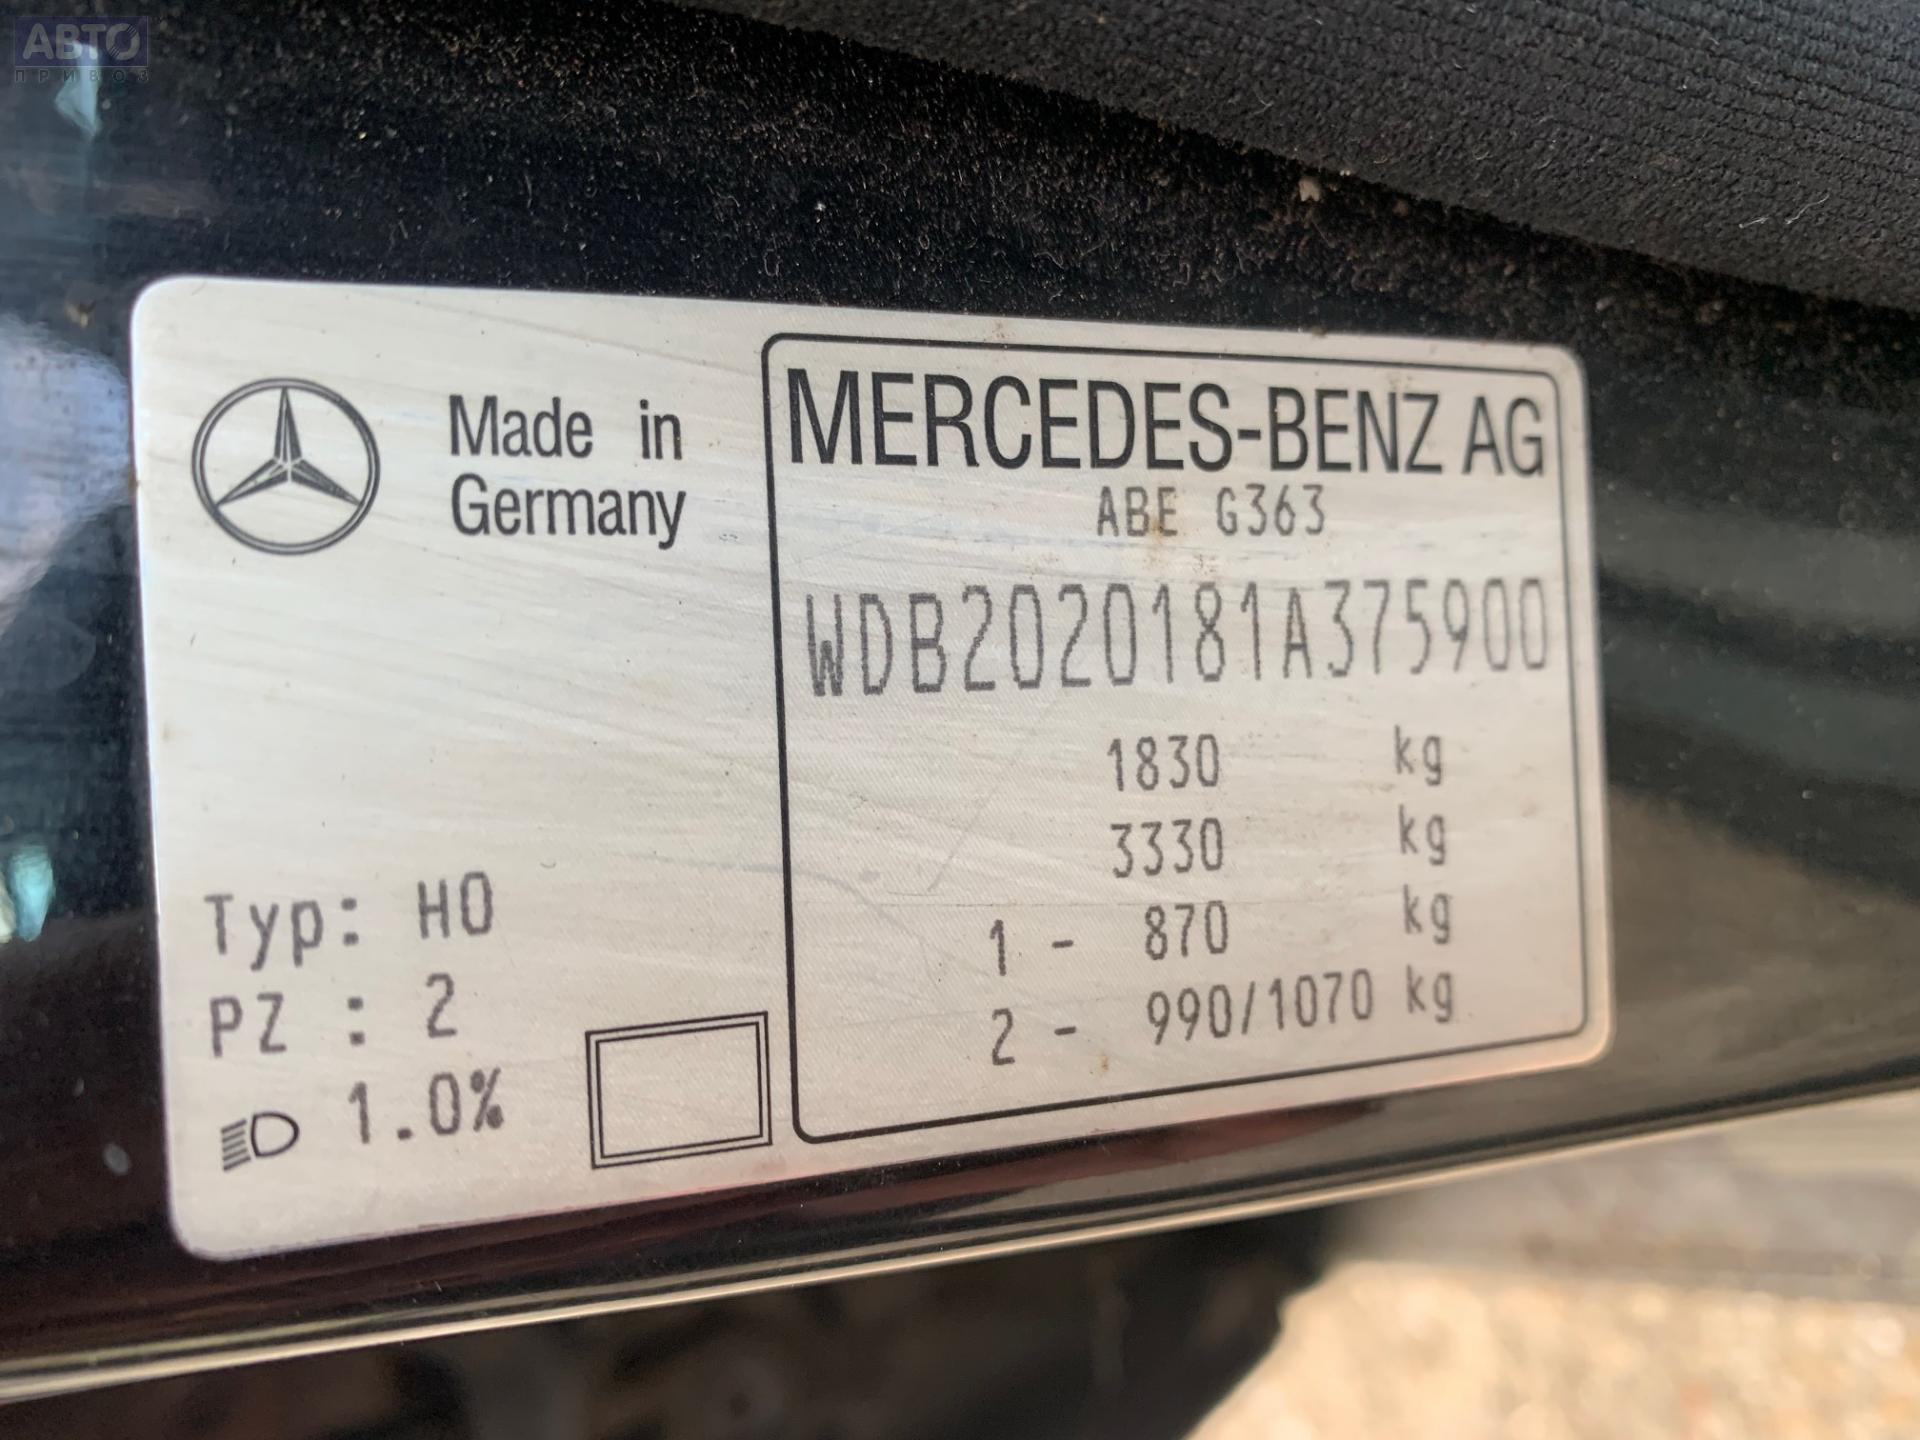 АВТО
ПРИВОЗ
Made in
Germany
MERCEDES-BENZ AG
ABE G363
WDB2020181A375900
1830 kg
3330 kg
1 - 870 kg
2 - 990/1070 kg
Typ: HO
PZ : 2
1.0%